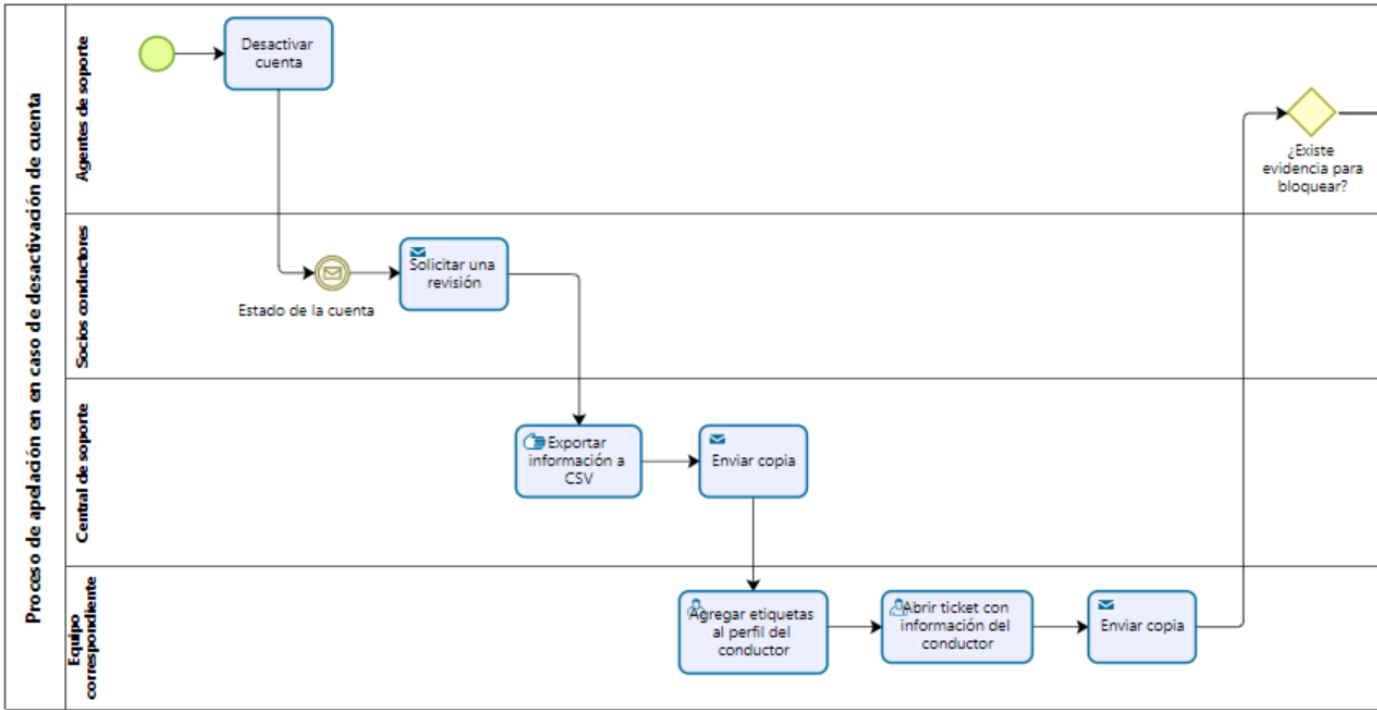 Proceso de apelación en en caso de desactivación de cuenta
Agentes de soporte
Desactivar
cuenta
¿Existe
evidencia para
bloquear?
Socios conductores
Estado de la cuenta
Solicitar una
revisión
Central de soporte
Exportar
información a
CSV
Enviar copia
Equipo
correspondiente
Agregar etiquetas
al perfil del
conductor
Abrir ticket con
información del
conductor
Enviar copia